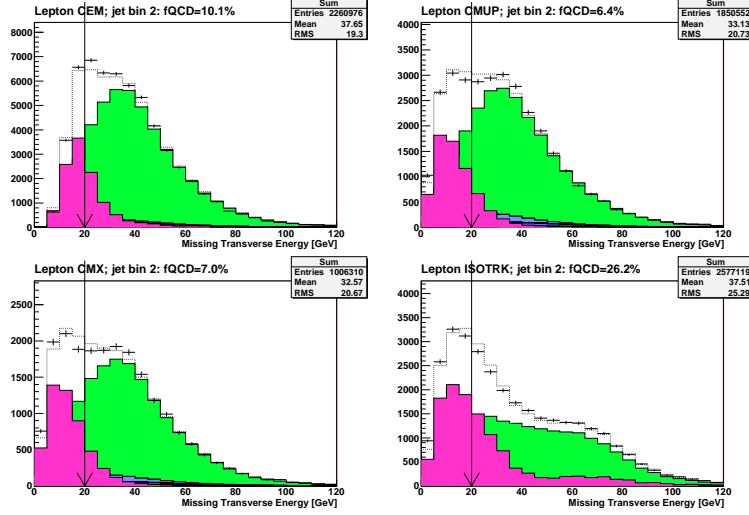 Lepton CEM; jet bin 2: fQCD=10.1%
Sum
Entries 2260976
Mean 37.65
RMS 19.3
8000
7000
6000
5000
4000
3000
2000
1000
0
0 20 40 60 80 100 120
Missing Transverse Energy [GeV]
Lepton CMUP; jet bin 2: fQCD=6.4%
Sum
Entries 1850552
Mean 33.13
RMS 20.73
4000
3500
3000
2500
2000
1500
1000
500
0
0 20 40 60 80 100 120
Missing Transverse Energy [GeV]
Lepton CMX; jet bin 2: fQCD=7.0%
Sum
Entries 1006310
Mean 32.57
RMS 20.67
2500
2000
1500
1000
500
0
0 20 40 60 80 100 120
Missing Transverse Energy [GeV]
Lepton ISOTRK; jet bin 2: fQCD=26.2%
Sum
Entries 2577119
Mean 37.51
RMS 25.29
4000
3500
3000
2500
2000
1500
1000
500
0
0 20 40 60 80 100 120
Missing Transverse Energy [GeV]